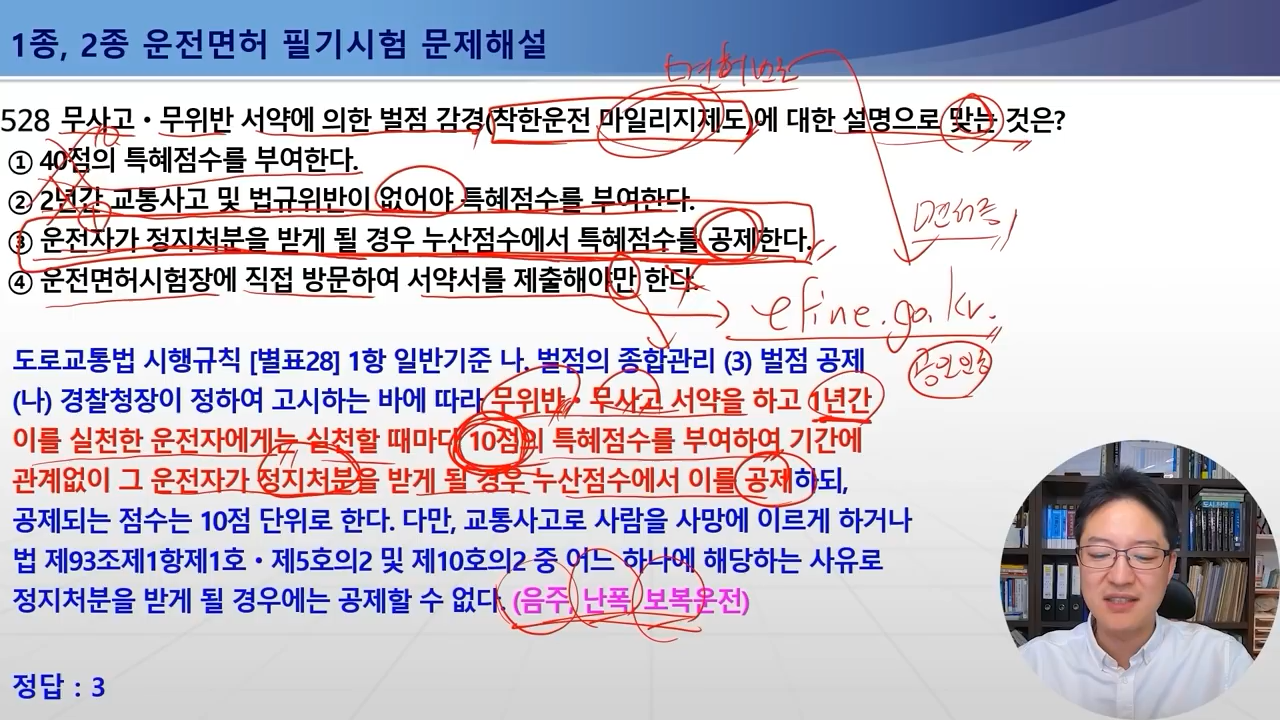 1종, 2종 운전면허 필기시험 문제해설
면허반도
528 무사고·무위반 서약에 의한 벌점 감경(착한운전 마일리지제도)에 대한 설명으로 맞는 것은?
① 40점의 특혜점수를 부여한다.
10
② 2년간 교통사고 및 법규위반이 없어야 특혜점수를 부여한다.
1
③ 운전자가 정지처분을 받게 될 경우 누산점수에서 특혜점수를 공제한다.
④ 운전면허시험장에 직접 방문하여 서약서를 제출해야만 한다.
efine.go.kr.
도로교통법 시행규칙 [별표28] 1항 일반기준 나. 벌점의 종합관리 (3) 벌점 공제
(나) 경찰청장이 정하여 고시하는 바에 따라 무위반·무사고 서약을 하고 1년간
이를 실천한 운전자에게는 실천할 때마다 10점의 특혜점수를 부여하여 기간에
관계없이 그 운전자가 정지처분을 받게 될 경우 누산점수에서 이를 공제하되,
공제되는 점수는 10점 단위로 한다. 다만, 교통사고로 사람을 사망에 이르게 하거나
법 제93조제1항제1호·제5호의2 및 제10호의2 중 어느 하나에 해당하는 사유로
정지처분을 받게 될 경우에는 공제할 수 없다. (음주, 난폭, 보복운전)
정답 : 3